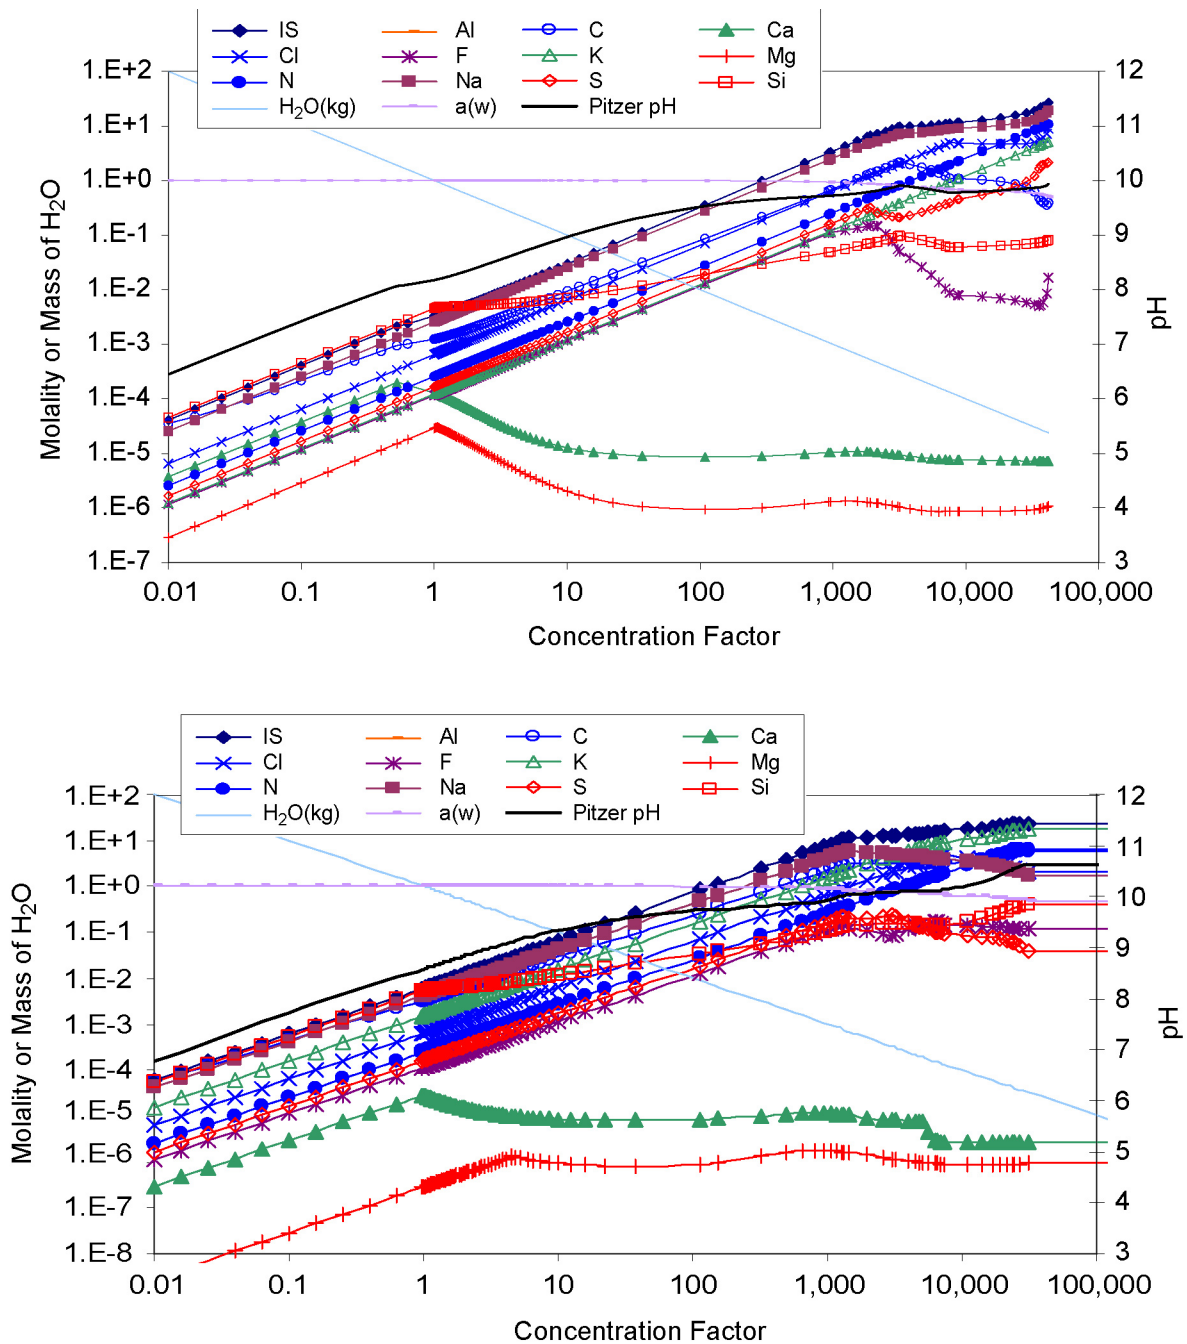 IS Al C Ca
Cl F K Mg
N Na S Si
H₂O(kg) a(w) Pitzer pH
1.E+2 12
1.E+1 11
1.E+0 10
1.E-1 9
1.E-2 8
1.E-3 7
1.E-4 6
1.E-5 5
1.E-6 4
1.E-7 3
Molality or Mass of H₂O
pH
0.01 0.1 1 10 100 1,000 10,000 100,000
Concentration Factor
IS Al C Ca
Cl F K Mg
N Na S Si
H₂O(kg) a(w) Pitzer pH
1.E+2 12
1.E+1 11
1.E+0 10
1.E-1 9
1.E-2 8
1.E-3 7
1.E-4 6
1.E-5 5
1.E-6 4
1.E-7 3
1.E-8
Molality or Mass of H₂O
pH
0.01 0.1 1 10 100 1,000 10,000 100,000
Concentration Factor